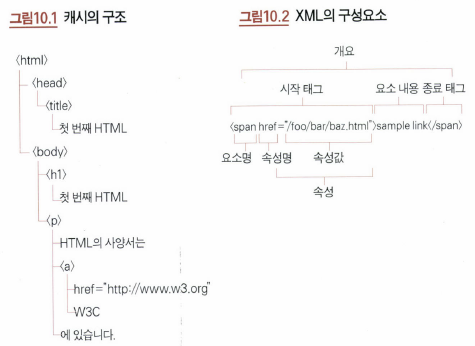 그림10.1 캐시의 구조
<html>
<head>
<title>
첫 번째 HTML
<body>
<h1>
첫 번째 HTML
<p>
HTML의 사양서는
<a>
href="http://www.w3.org"
W3C
에 있습니다.
그림10.2 XML의 구성요소
개요
시작 태그 요소 내용 종료 태그
<span href="/foo/bar/baz.html">sample link</span>
요소명 속성명 속성값
속성